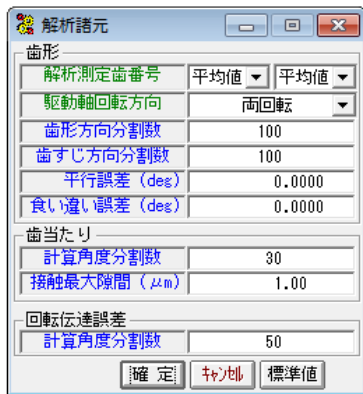 解析諸元
歯形
解析測定歯番号 平均値 平均値
駆動軸回転方向 両回転
歯形方向分割数 100
歯すじ方向分割数 100
平行誤差(deg) 0.0000
食い違い誤差(deg) 0.0000
歯当たり
計算角度分割数 30
接触最大隙間(μm) 1.00
回転伝達誤差
計算角度分割数 50
確 定 ｷｬﾝｾﾙ 標準値